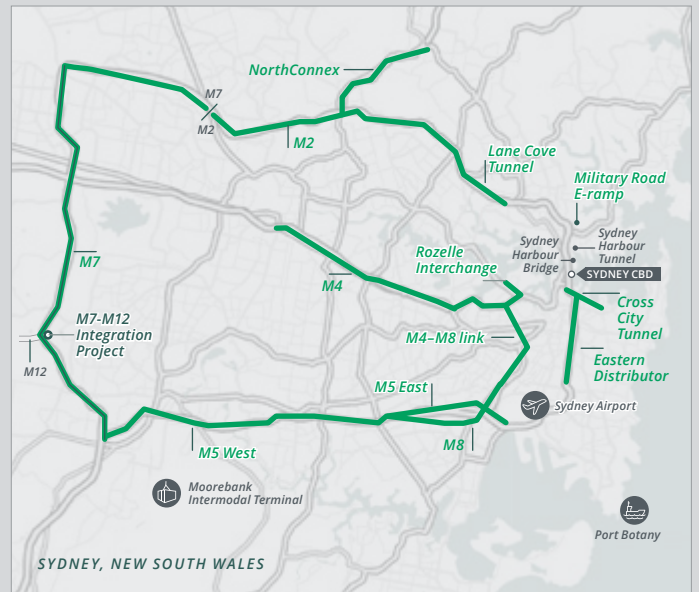 NorthConnex
M7
M2
M2
Lane Cove
Tunnel
Military Road
E-ramp
Sydney
Harbour
Tunnel
Sydney
Harbour
Bridge
SYDNEY CBD
M7
Rozelle
Interchange
M4
Cross
City
Tunnel
M7-M12
Integration
Project
M12
M4–M8 link
Eastern
Distributor
M5 East
Sydney Airport
M8
M5 West
Moorebank
Intermodal Terminal
Port Botany
SYDNEY, NEW SOUTH WALES